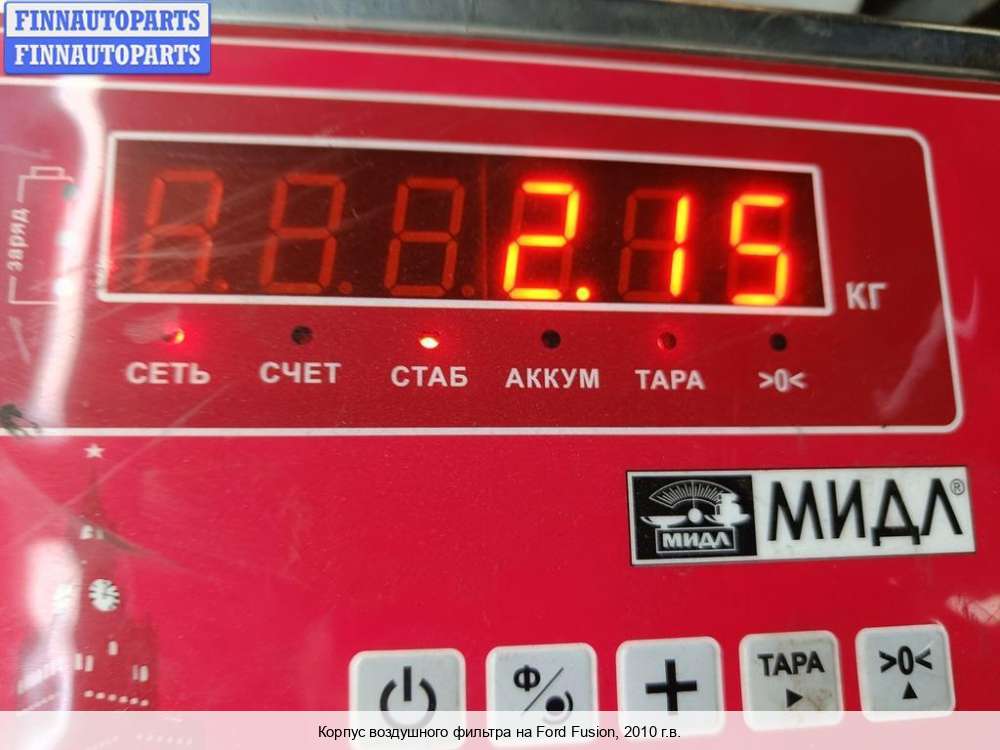 FINNAUTOPARTS
FINNAUTOPARTS
заряд
2.15
КГ
СЕТЬ СЧЕТ СТАБ АККУМ ТАРА >0<
МИДЛ МИДЛ®
Ф ТАРА >0<
Корпус воздушного фильтра на Ford Fusion, 2010 г.в.